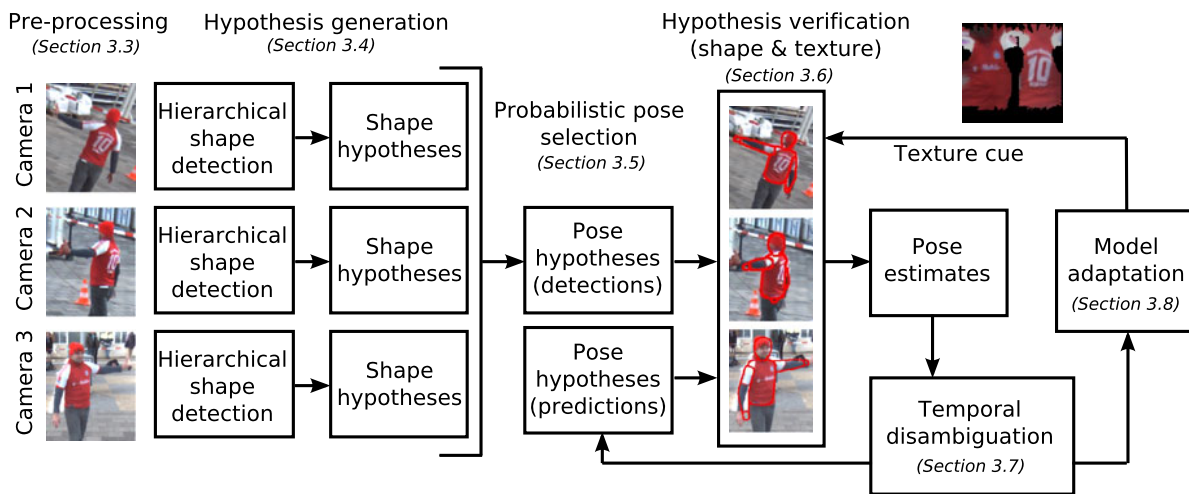 Pre-processing
(Section 3.3)
Hypothesis generation
(Section 3.4)
Hypothesis verification
(shape & texture)
(Section 3.6)
Camera 1
Hierarchical
shape
detection
Shape
hypotheses
Camera 2
Hierarchical
shape
detection
Shape
hypotheses
Camera 3
Hierarchical
shape
detection
Shape
hypotheses
Probabilistic pose
selection
(Section 3.5)
Pose
hypotheses
(detections)
Pose
hypotheses
(predictions)
10
10
10
Texture cue
Pose
estimates
Model
adaptation
(Section 3.8)
Temporal
disambiguation
(Section 3.7)